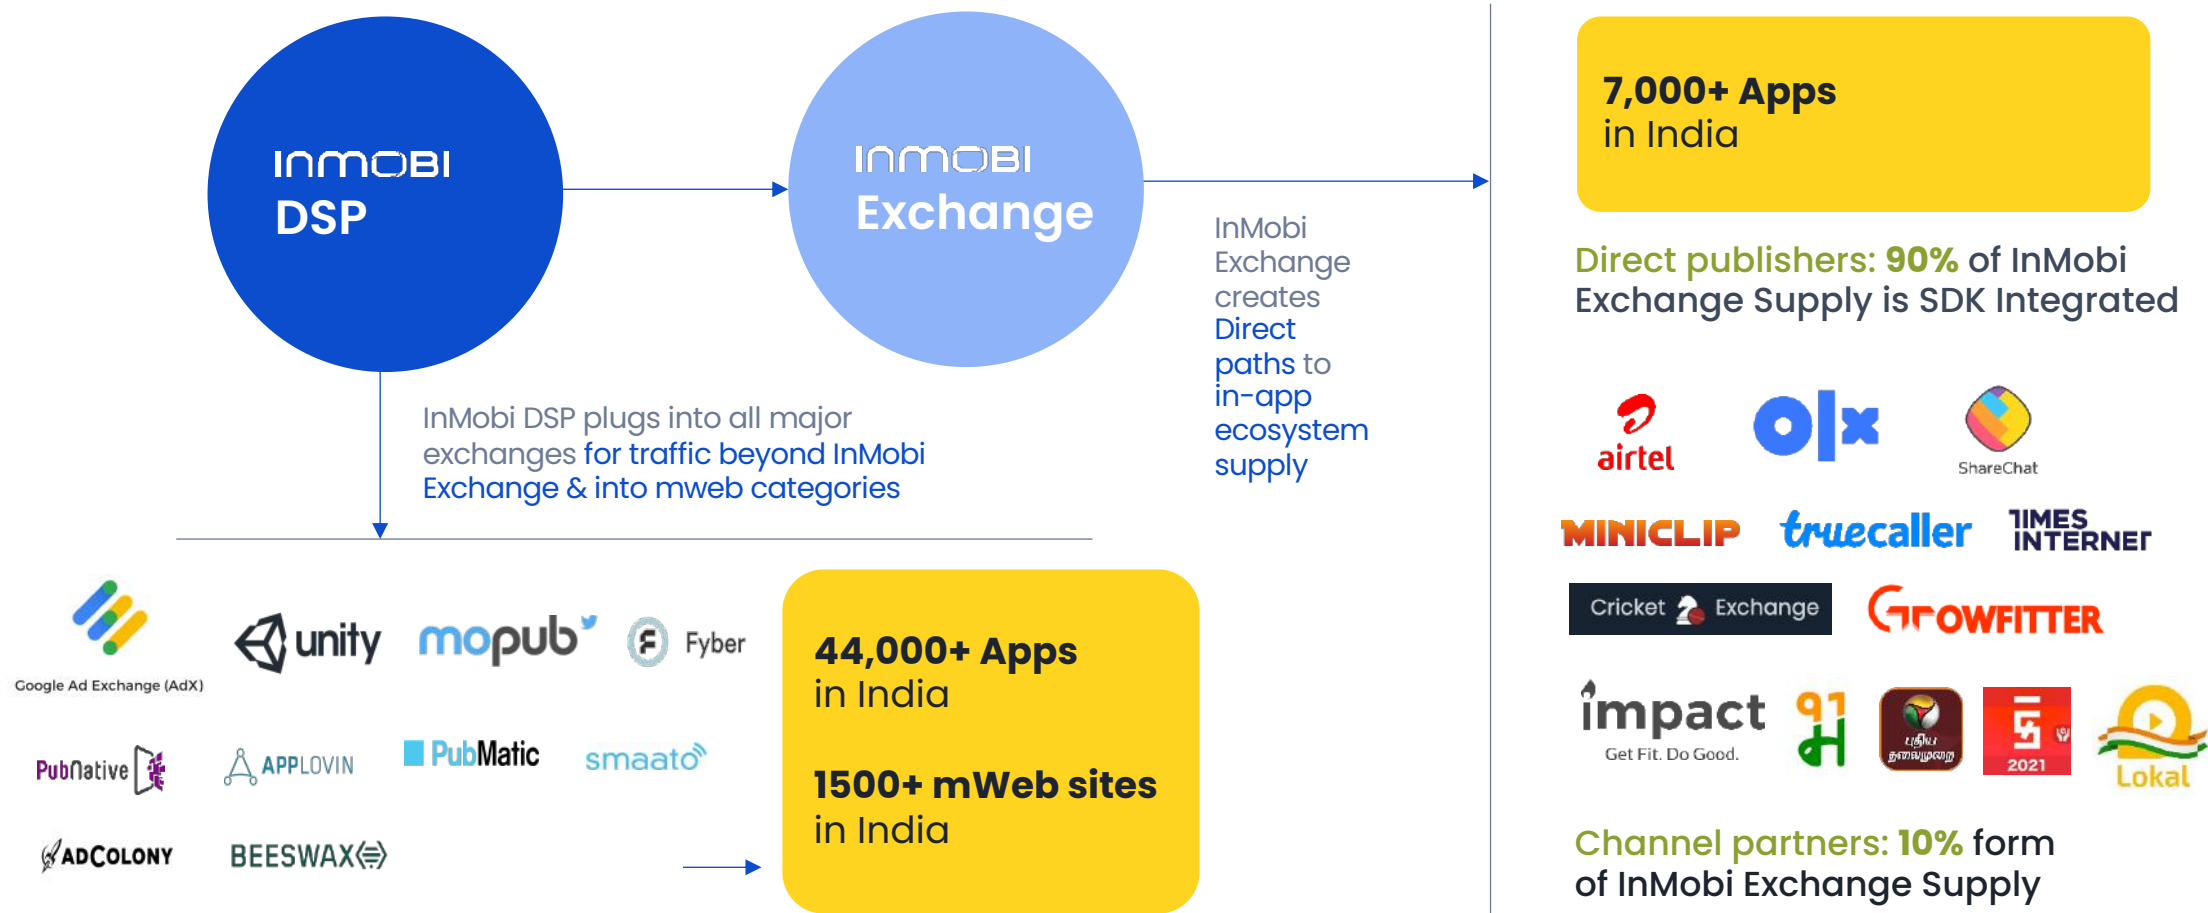 INMOBI
DSP
INMOBI
Exchange
InMobi
Exchange
creates
Direct
paths to
in-app
ecosystem
supply
InMobi DSP plugs into all major
exchanges for traffic beyond InMobi
Exchange & into mweb categories
Google Ad Exchange (AdX)
unity
mopub
Fyber
PubNative
APPLOVIN
PubMatic
smaato
ADCOLONY
BEESWAX
44,000+ Apps
in India
1500+ mWeb sites
in India
7,000+ Apps
in India
Direct publishers: 90% of InMobi
Exchange Supply is SDK Integrated
airtel
olx
ShareChat
MINICLIP
truecaller
TIMES
INTERNET
Cricket Exchange
GROWFITTER
impact
Get Fit. Do Good.
புதிய
தலைமுறை
2021
Lokal
Channel partners: 10% form
of InMobi Exchange Supply